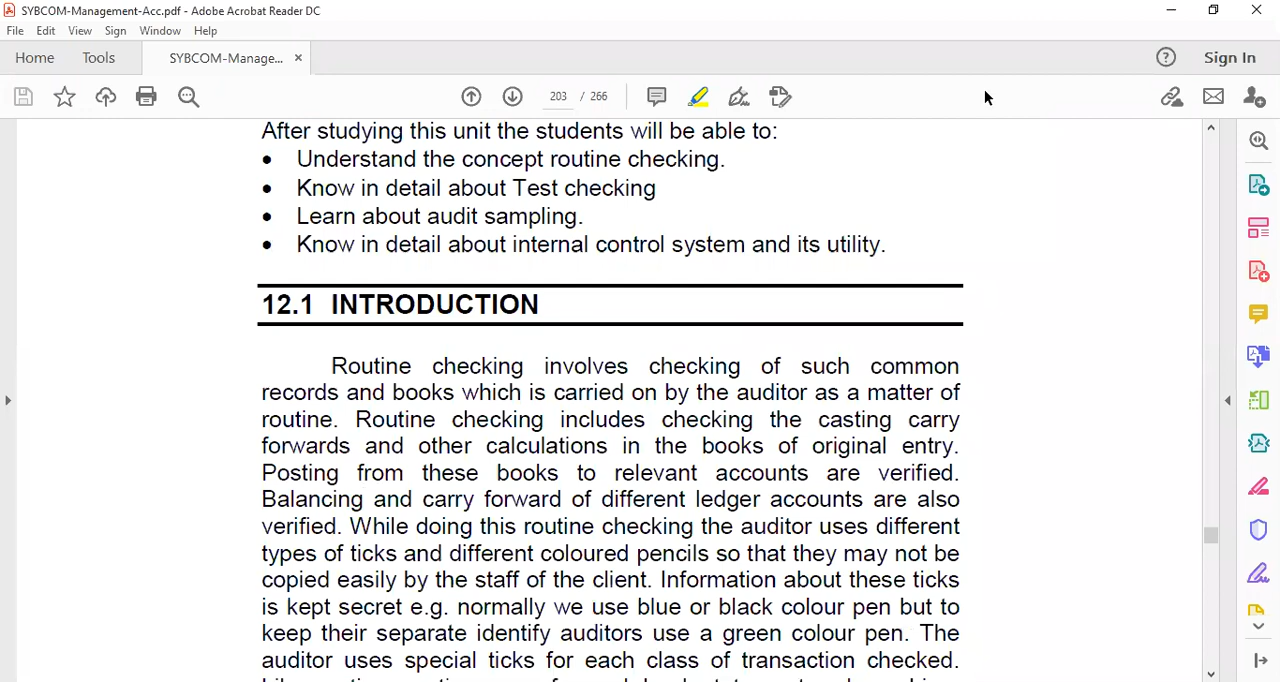 SYBCOM-Management-Acc.pdf - Adobe Acrobat Reader DC
File Edit View Sign Window Help
Home Tools SYBCOM-Manage... × Sign In
203 / 266
After studying this unit the students will be able to:
• Understand the concept routine checking.
• Know in detail about Test checking
• Learn about audit sampling.
• Know in detail about internal control system and its utility.
12.1 INTRODUCTION
Routine checking involves checking of such common
records and books which is carried on by the auditor as a matter of
routine. Routine checking includes checking the casting carry
forwards and other calculations in the books of original entry.
Posting from these books to relevant accounts are verified.
Balancing and carry forward of different ledger accounts are also
verified. While doing this routine checking the auditor uses different
types of ticks and different coloured pencils so that they may not be
copied easily by the staff of the client. Information about these ticks
is kept secret e.g. normally we use blue or black colour pen but to
keep their separate identify auditors use a green colour pen. The
auditor uses special ticks for each class of transaction checked.